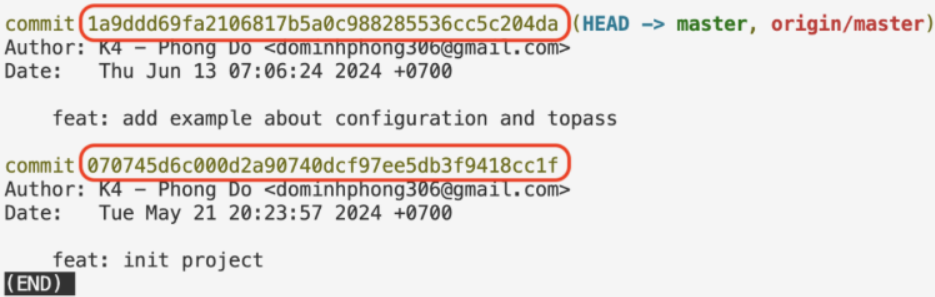 commit 1a9ddd69fa2106817b5a0c988285536cc5c204da (HEAD -> master, origin/master)
Author: K4 – Phong Do <dominhphong306@gmail.com>
Date:   Thu Jun 13 07:06:24 2024 +0700
feat: add example about configuration and topass
commit 070745d6c000d2a90740dcf97ee5db3f9418cc1f
Author: K4 – Phong Do <dominhphong306@gmail.com>
Date:   Tue May 21 20:23:57 2024 +0700
feat: init project
(END)